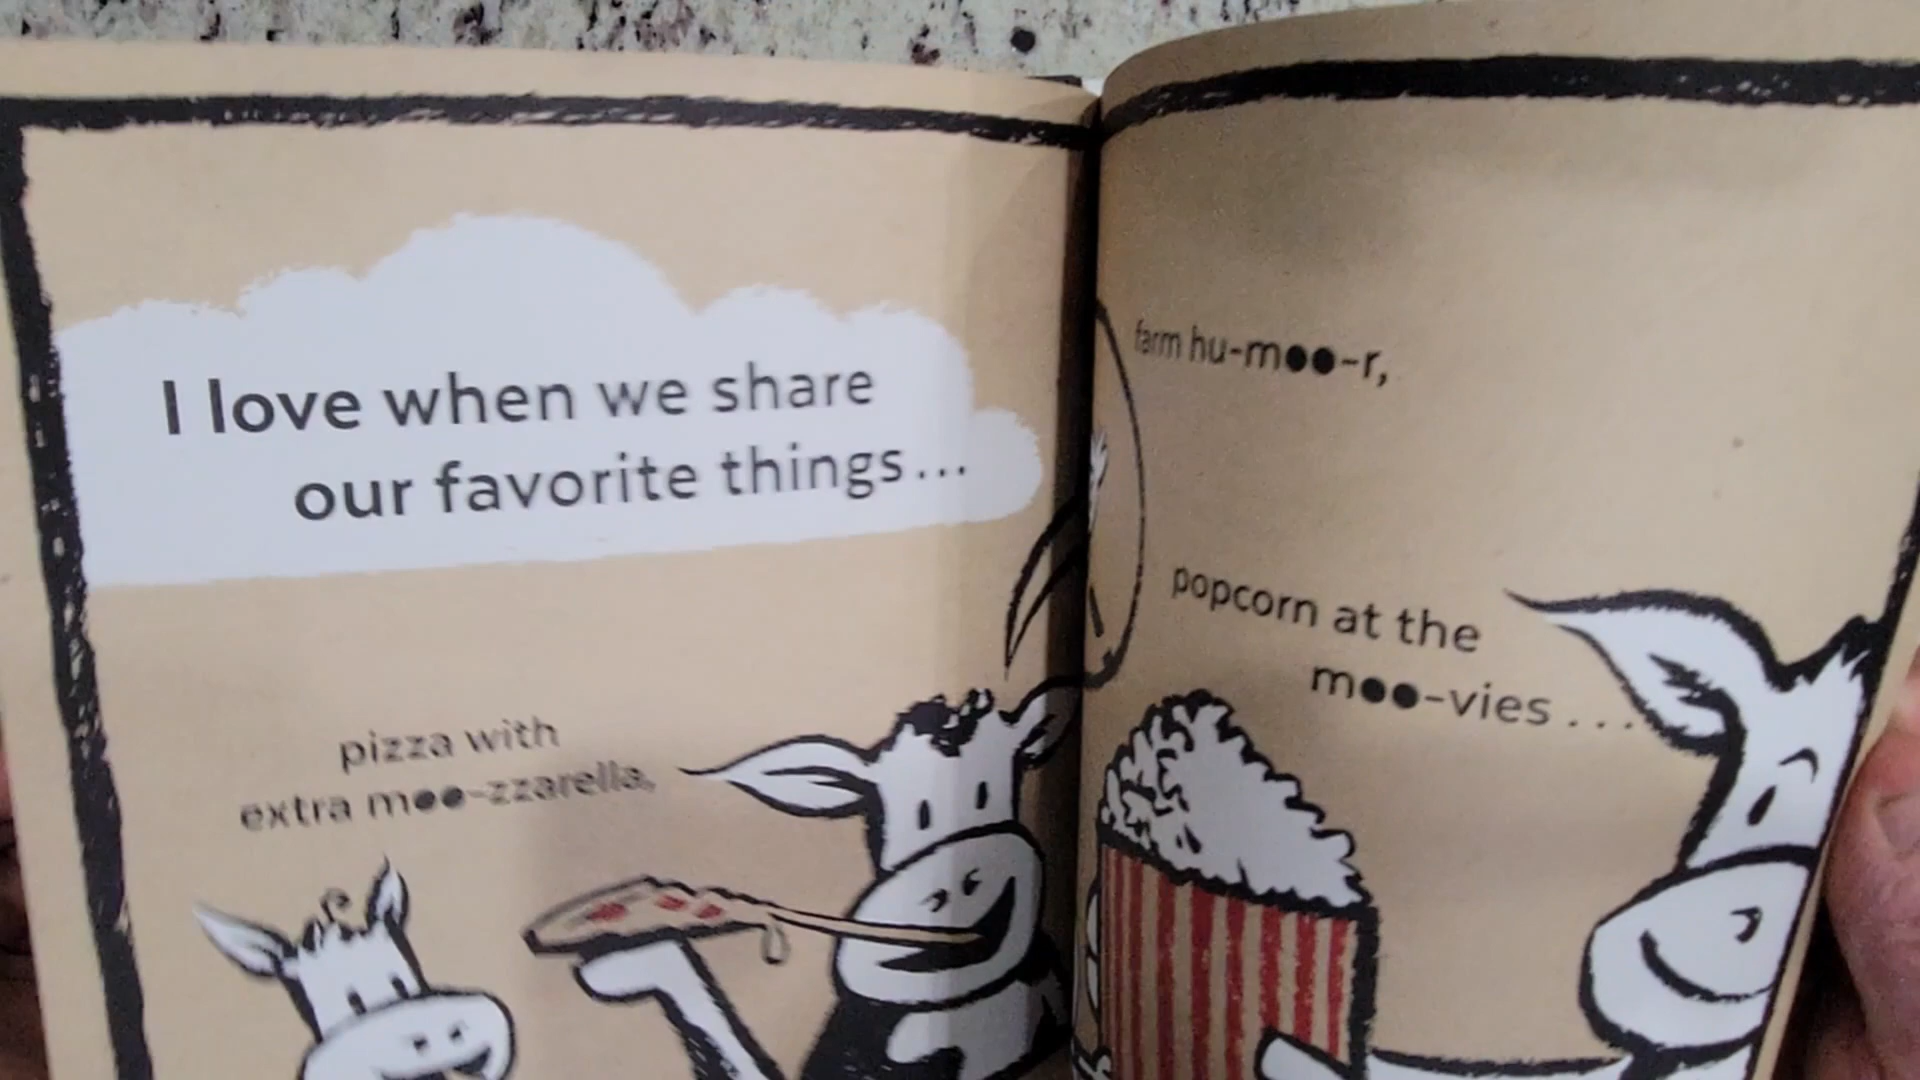 I love when we share
our favorite things...
pizza with
extra moo-zzarella,
farm hu-moo-r,
popcorn at the
moo-vies....